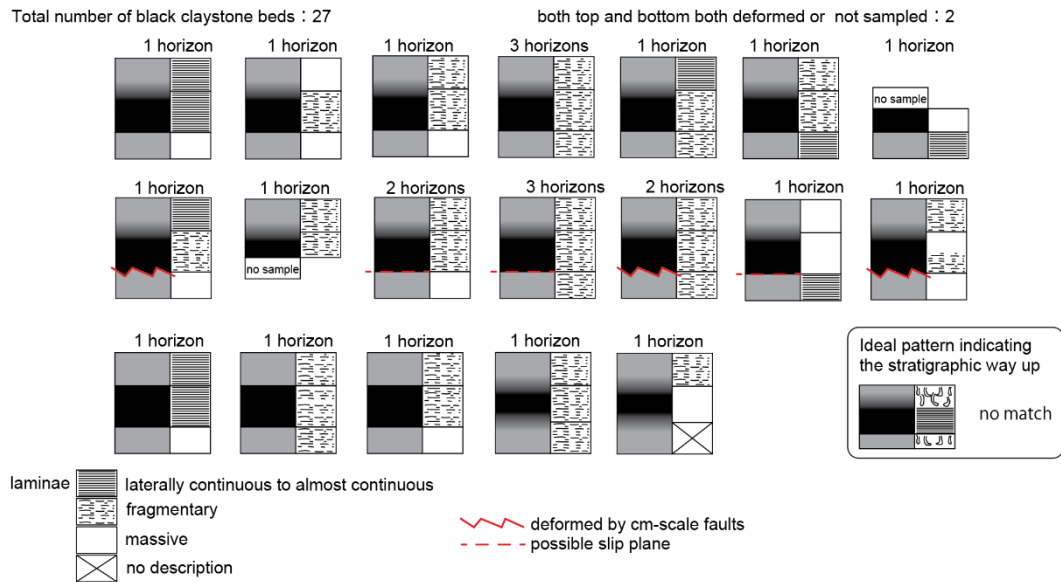 Total number of black claystone beds : 27
both top and bottom both deformed or not sampled : 2
1 horizon
1 horizon
1 horizon
3 horizons
1 horizon
1 horizon
1 horizon
no sample
1 horizon
1 horizon
2 horizons
3 horizons
2 horizons
1 horizon
1 horizon
no sample
1 horizon
1 horizon
1 horizon
1 horizon
1 horizon
Ideal pattern indicating
the stratigraphic way up
no match
laminae
laterally continuous to almost continuous
fragmentary
massive
no description
deformed by cm-scale faults
possible slip plane